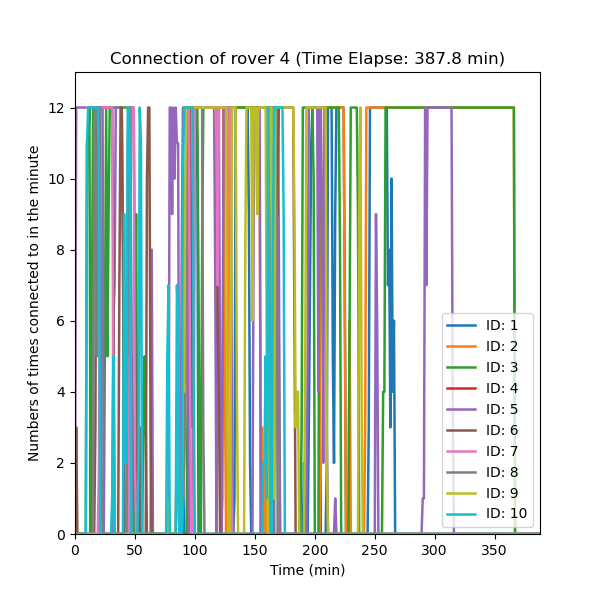 Connection of rover 4 (Time Elapse: 387.8 min)
Numbers of times connected to in the minute
12
10
8
6
4
2
0
ID: 1
ID: 2
ID: 3
ID: 4
ID: 5
ID: 6
ID: 7
ID: 8
ID: 9
ID: 10
0 50 100 150 200 250 300 350
Time (min)